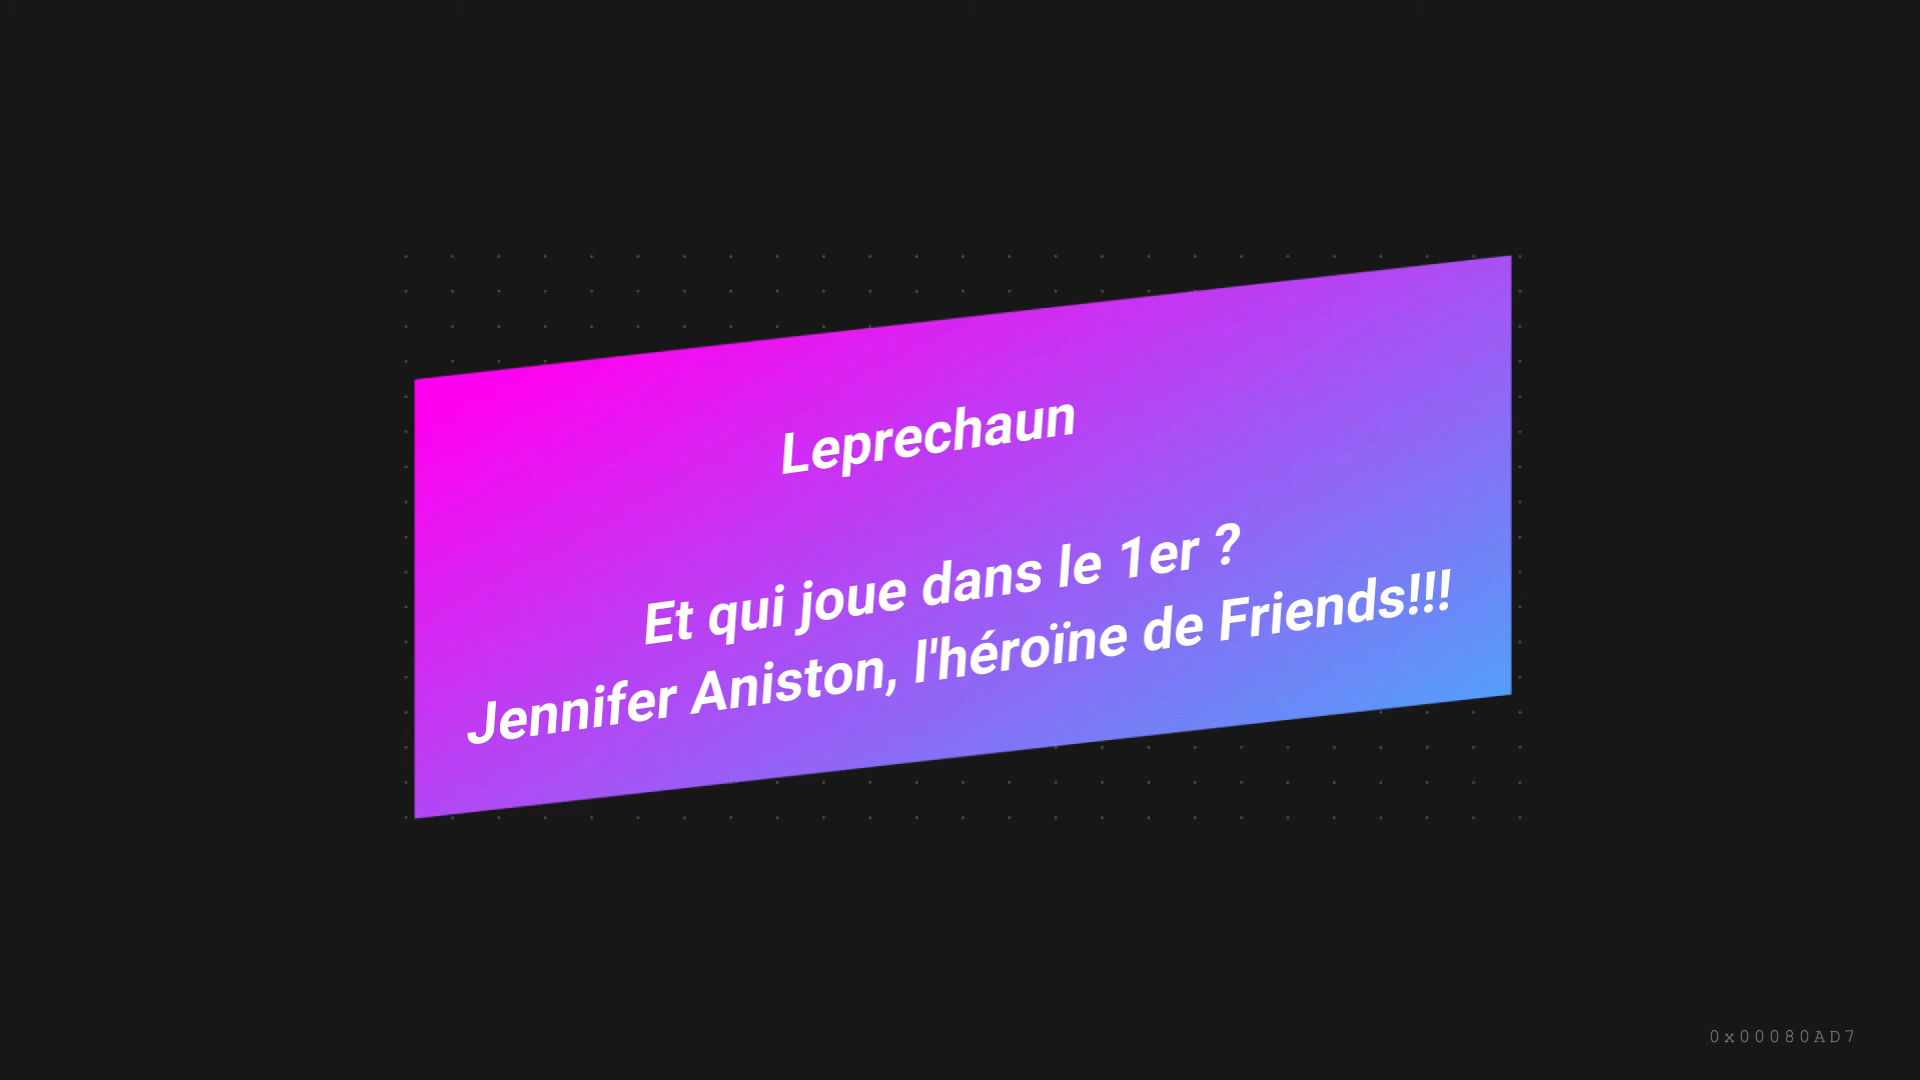 Leprechaun
Et qui joue dans le 1er ?
Jennifer Aniston, l'héroïne de Friends!!!
0x00080AD7